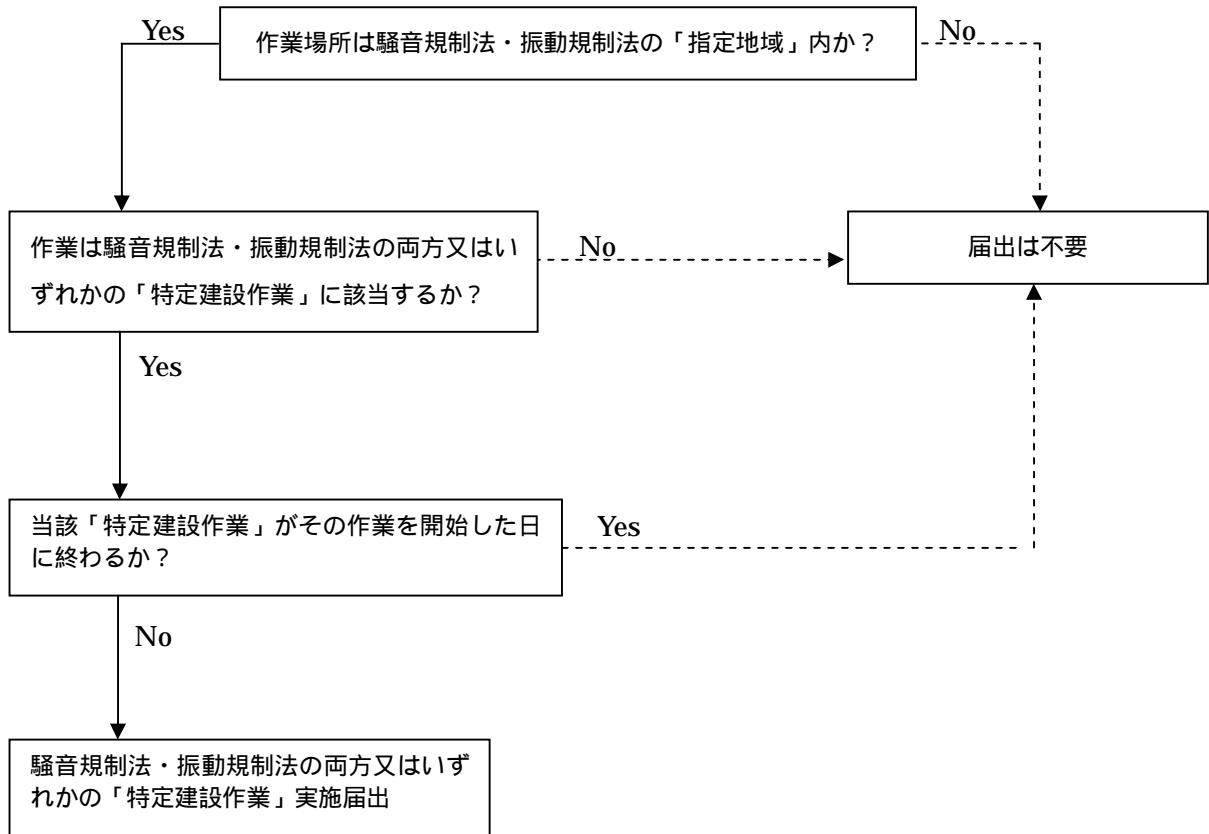 Yes
作業場所は騒音規制法・振動規制法の「指定地域」内か？
No
作業は騒音規制法・振動規制法の両方又はい
ずれかの「特定建設作業」に該当するか？
No
届出は不要
Yes
当該「特定建設作業」がその作業を開始した日
に終わるか？
Yes
No
騒音規制法・振動規制法の両方又はいず
れかの「特定建設作業」実施届出